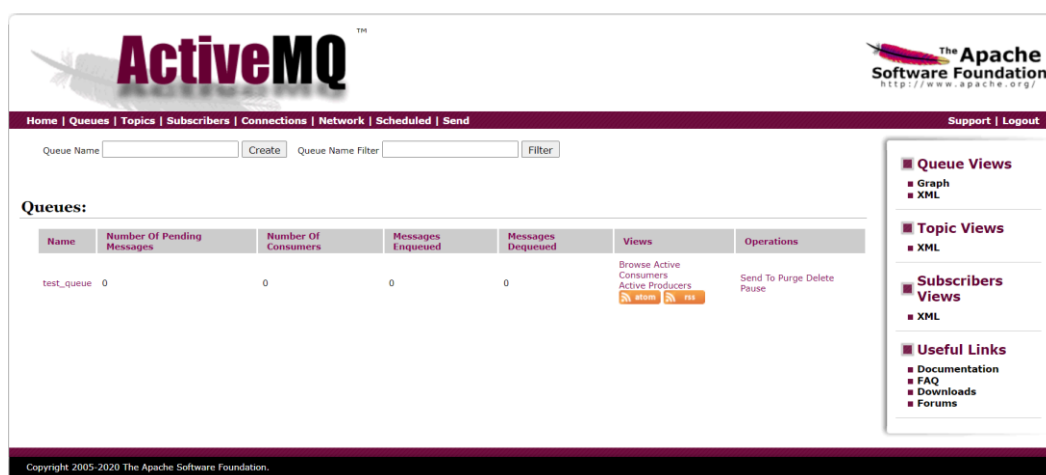 ActiveMQ™
The Apache
Software Foundation
http://www.apache.org/
Home | Queues | Topics | Subscribers | Connections | Network | Scheduled | Send
Support | Logout
Queue Name Create Queue Name Filter Filter
Queues:
Name Number Of Pending Messages Number Of Consumers Messages Enqueued Messages Dequeued Views Operations
test_queue 0 0 0 0
Browse Active
Consumers
Active Producers
atom rss
Send To Purge Delete
Pause
Queue Views
Graph
XML
Topic Views
XML
Subscribers
Views
XML
Useful Links
Documentation
FAQ
Downloads
Forums
Copyright 2005-2020 The Apache Software Foundation.